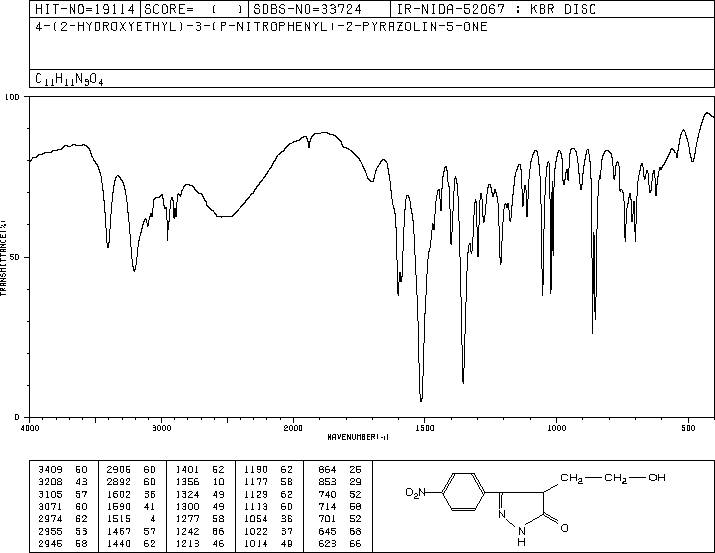 HIT-NO=19114 SCORE= ( ) SDBS-NO=33724 IR-NIDA-52067 : KBR DISC
4-(2-HYDROXYETHYL)-3-(P-NITROPHENYL)-2-PYRAZOLIN-5-ONE
C11H11N3O4
100
TRANSMITTANCE(%)
50
0
4000 3000 2000 1500 1000 500
WAVENUMBER(-1)
3409 50 2906 60 1401 52 1190 62 864 25
3208 43 2892 60 1356 10 1177 58 853 29
3105 57 1602 36 1324 49 1129 62 740 52
3071 60 1590 41 1300 49 1113 60 714 58
2974 62 1515 4 1277 58 1054 36 701 52
2955 53 1467 57 1242 66 1022 37 645 68
2946 58 1440 62 1213 46 1014 49 623 66
CH2 CH2 OH
O2N
N
N
H
O